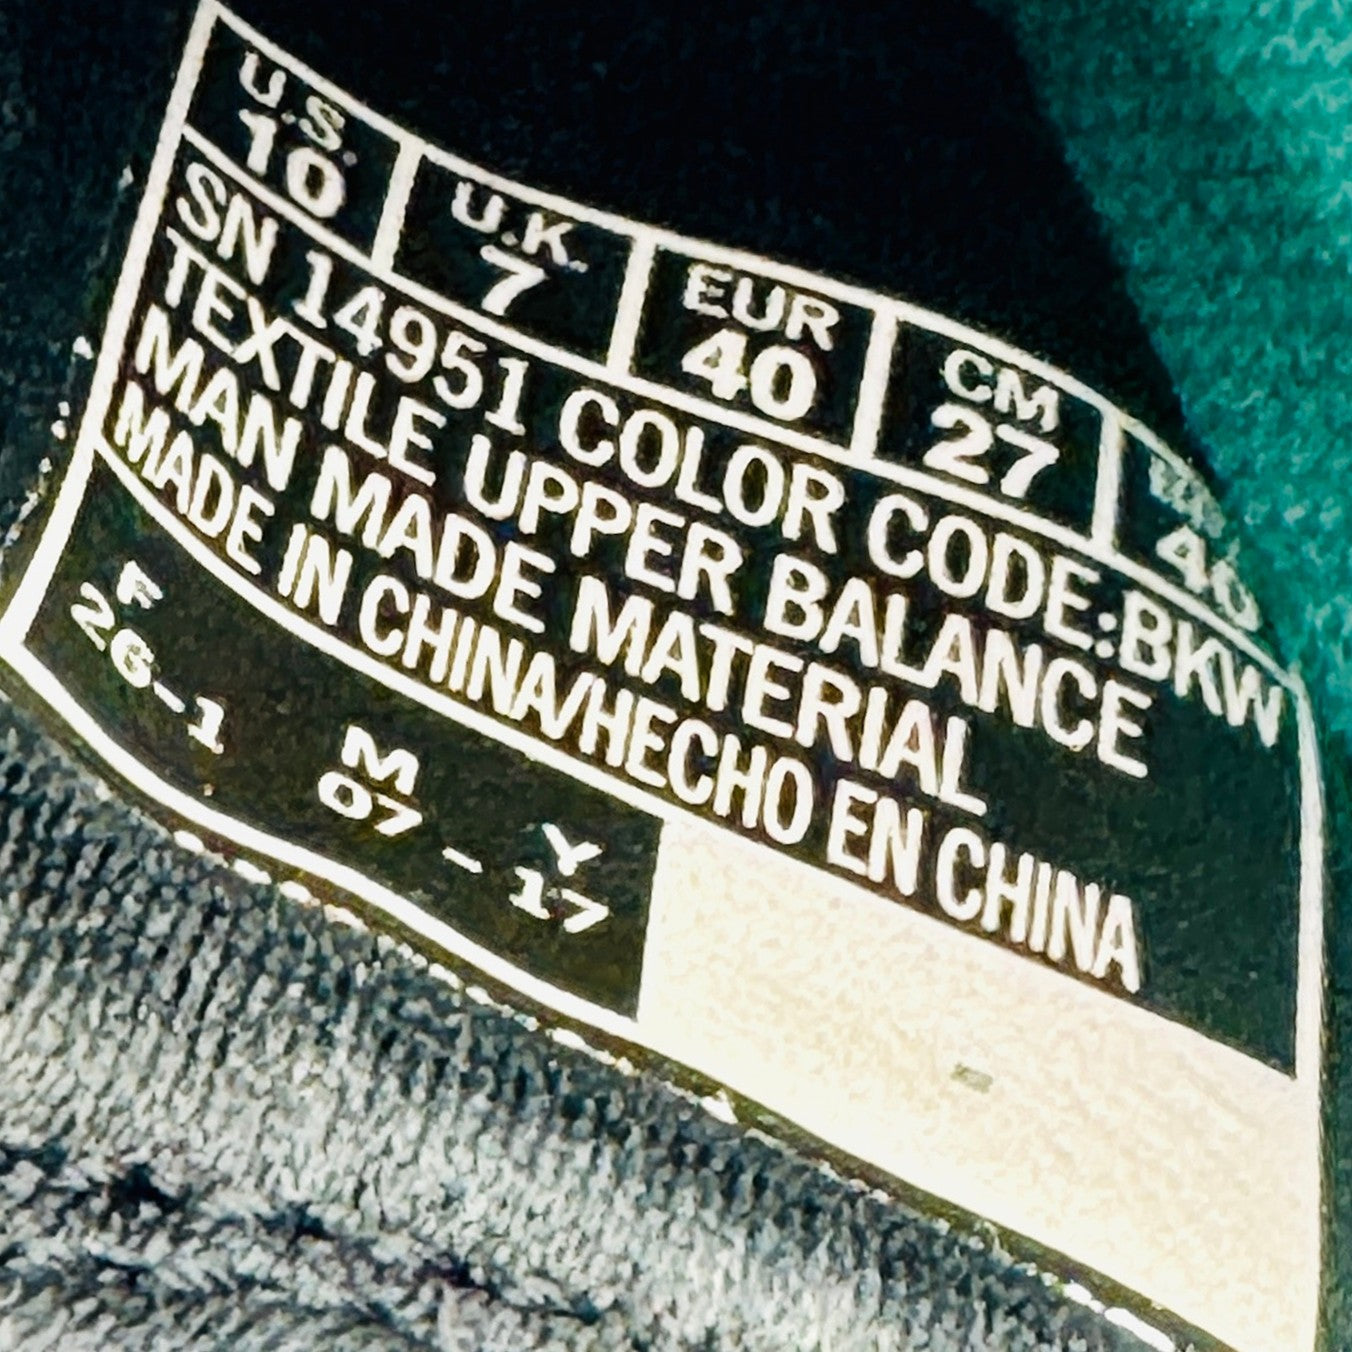 U.S. U.K. EUR CM
10 7 40 27
SN 14951 COLOR CODE:BKW
TEXTILE UPPER BALANCE
MAN MADE MATERIAL
MADE IN CHINA/HECHO EN CHINA
F M Y
2G-1 07 - 17